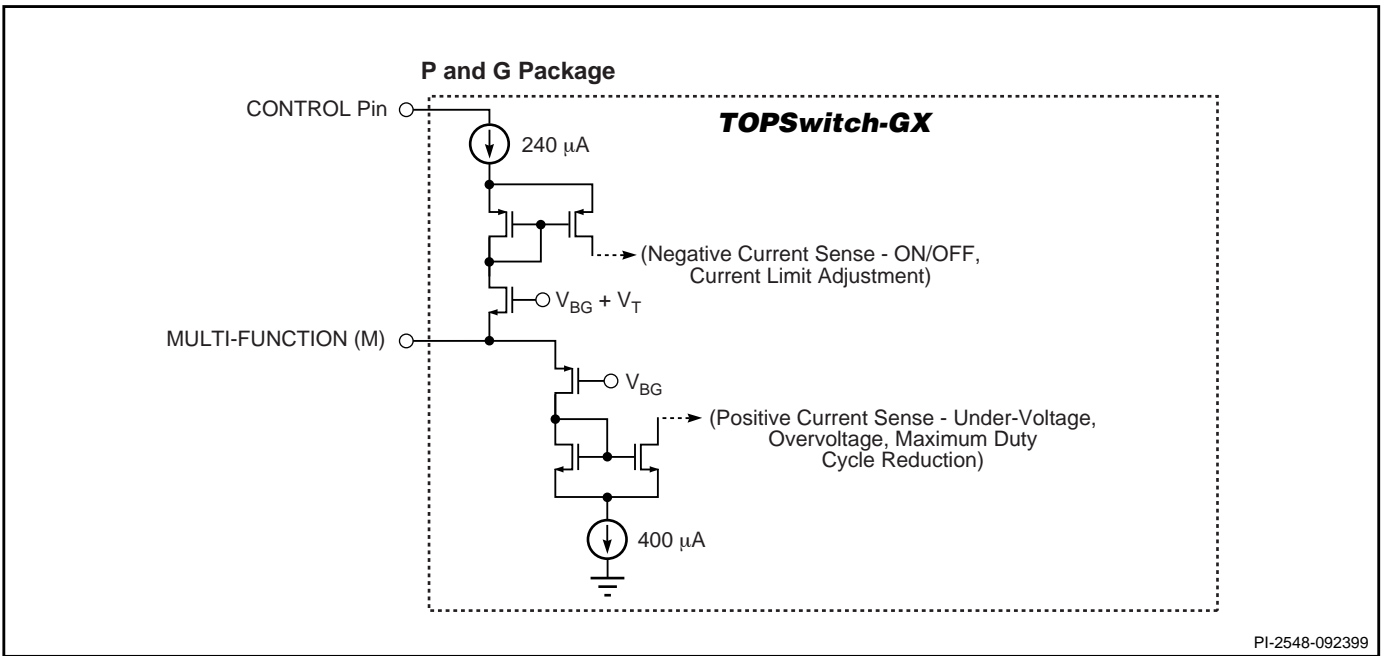 P and G Package
CONTROL Pin
TOPSwitch-GX
240 μA
(Negative Current Sense - ON/OFF,
Current Limit Adjustment)
V_BG + V_T
MULTI-FUNCTION (M)
V_BG
(Positive Current Sense - Under-Voltage,
Overvoltage, Maximum Duty
Cycle Reduction)
400 μA
PI-2548-092399